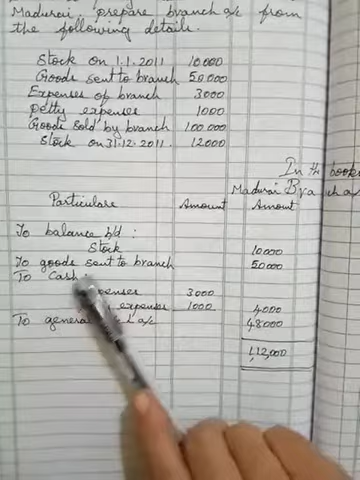 Madurai prepare branch a/c from
the following details.
Stock on 1.1.2011 10000
Goods sent to branch 50000
Expenses of branch 3000
petty expenses 1000
Goods sold by branch 100000
Stock on 31.12.2011. 12000
In the books
Madurai Branch a/c
Particulars Amount Amount
To balance b/d :
Stock 10000
To goods sent to branch 50000
To Cash
3000
expenses 1000 4000
To general a/c 48000
1,12,000